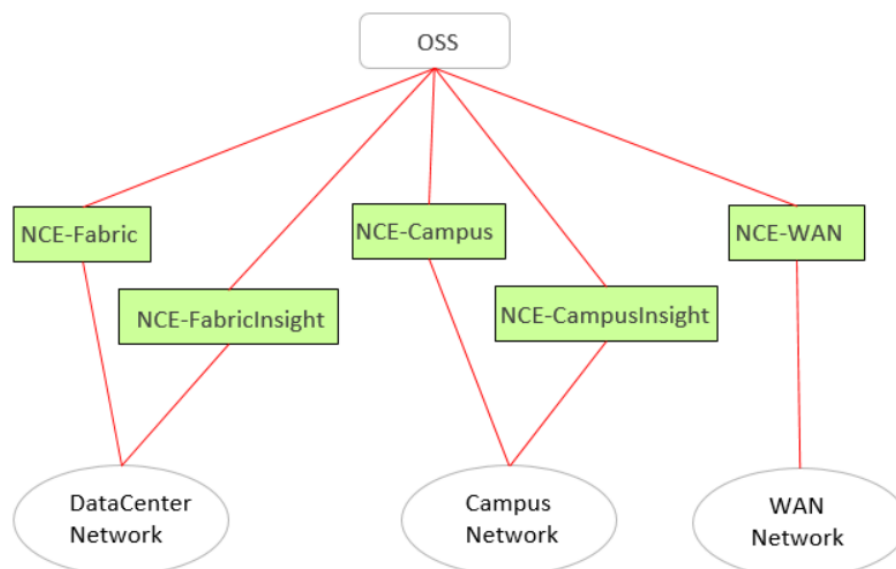 OSS
NCE-Fabric
NCE-Campus
NCE-WAN
NCE-FabricInsight
NCE-CampusInsight
DataCenter
Network
Campus
Network
WAN
Network